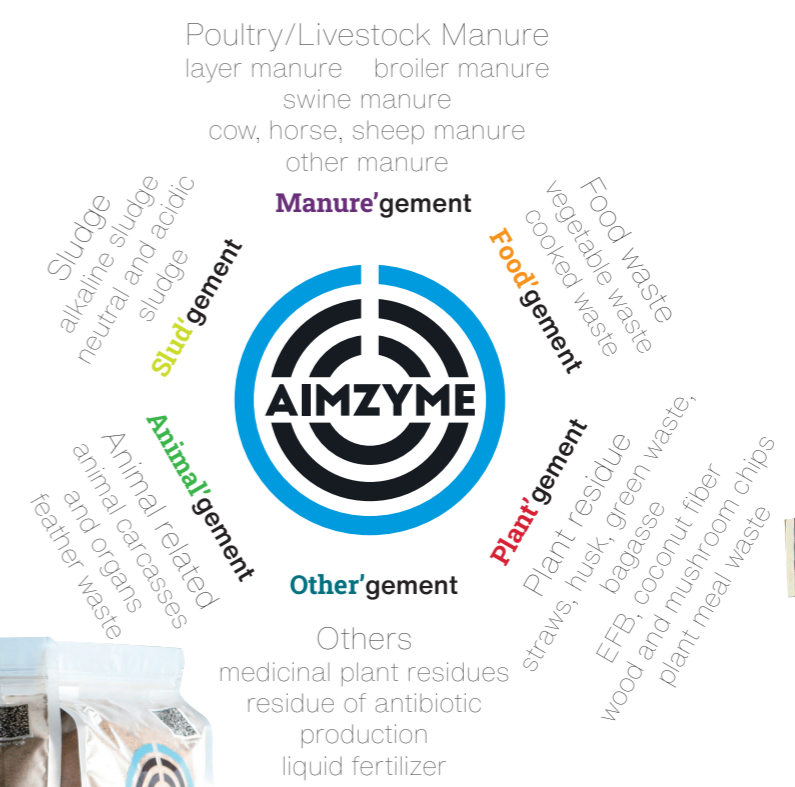 Poultry/Livestock Manure
layer manure broiler manure
swine manure
cow, horse, sheep manure
other manure
Manure'gement
Food waste
vegetable waste
cooked waste
Food'gement
Plant'gement
Plant residue
straws, husk, green waste,
bagasse
EFB, coconut fiber
wood and mushroom chips
plant meal waste
Other'gement
Others
medicinal plant residues
residue of antibiotic
production
liquid fertilizer
Animal'gement
Animal related
animal carcasses
and organs
feather waste
Slud'gement
Sludge
alkaline sludge
neutral and acidic
sludge
AIMZYME